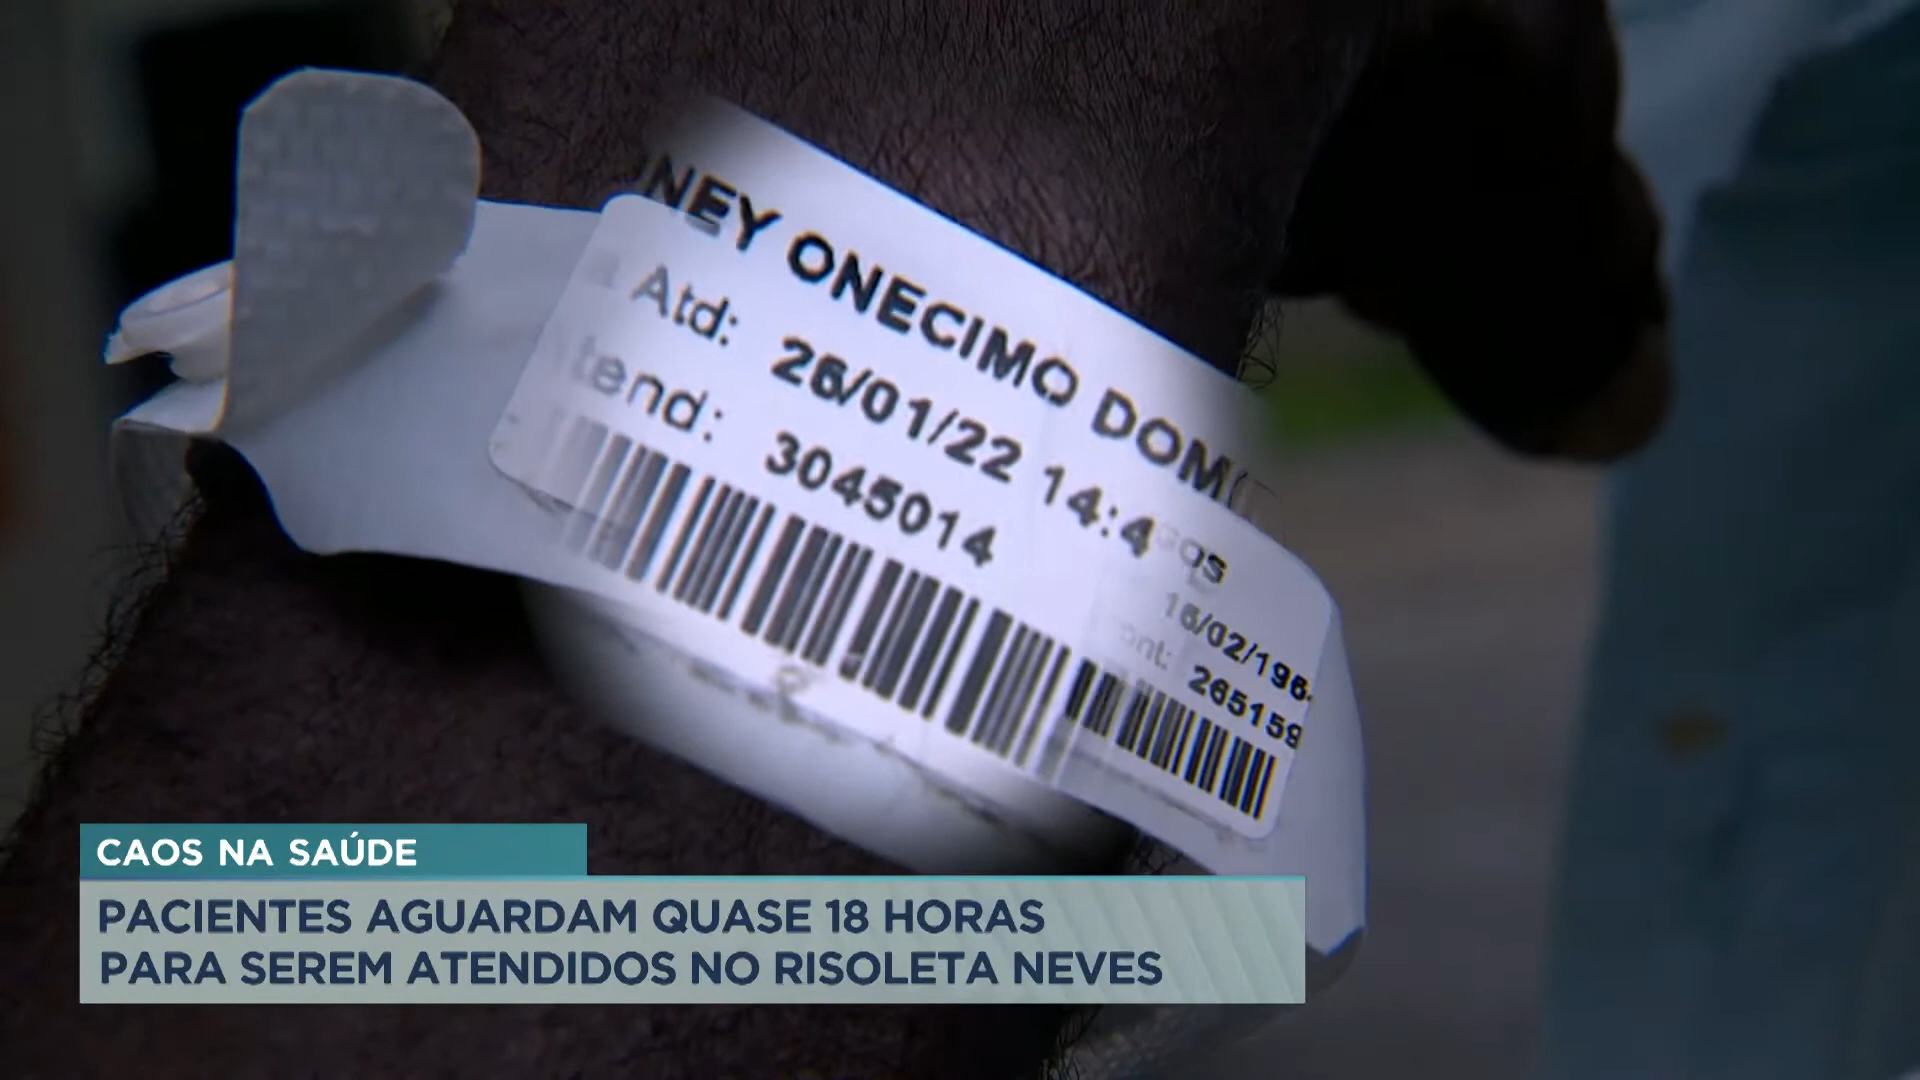 NEY ONECIMO DOM
Atd: 26/01/22 14:4
tend: 3045014
16/02/196
ont: 265159
CAOS NA SAÚDE
PACIENTES AGUARDAM QUASE 18 HORAS
PARA SEREM ATENDIDOS NO RISOLETA NEVES